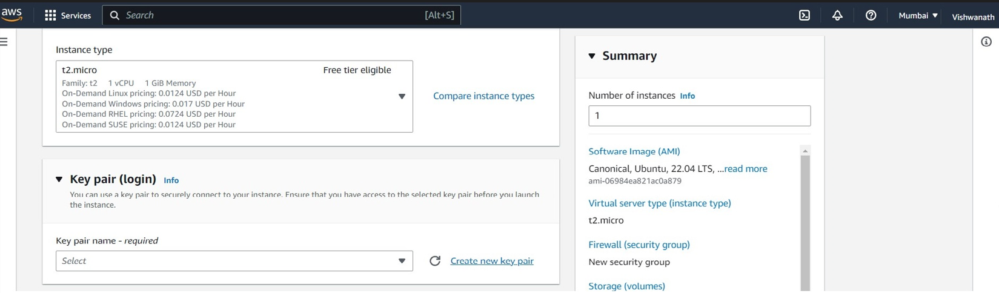 aws
Services
Search
[Alt+S]
Mumbai
Vishwanath
Instance type
t2.micro
Free tier eligible
Family: t2 1 vCPU 1 GiB Memory
On-Demand Linux pricing: 0.0124 USD per Hour
On-Demand Windows pricing: 0.017 USD per Hour
On-Demand RHEL pricing: 0.0724 USD per Hour
On-Demand SUSE pricing: 0.0124 USD per Hour
Compare instance types
Key pair (login) Info
You can use a key pair to securely connect to your instance. Ensure that you have access to the selected key pair before you launch
the instance.
Key pair name - required
Select
Create new key pair
Summary
Number of instances Info
1
Software Image (AMI)
Canonical, Ubuntu, 22.04 LTS, ...read more
ami-06984ea821ac0a879
Virtual server type (instance type)
t2.micro
Firewall (security group)
New security group
Storage (volumes)